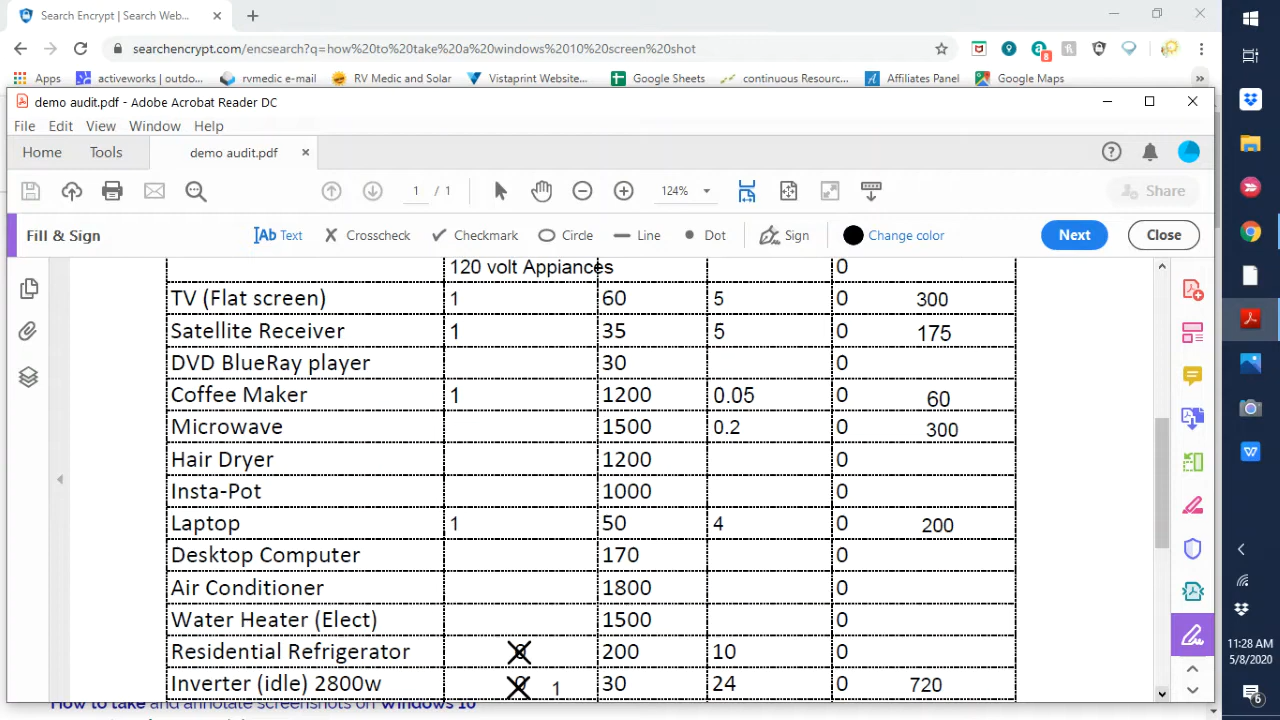 Search Encrypt | Search Web...
searchencrypt.com/encsearch?q=how%20to%20take%20a%20windows%2010%20screen%20shot
8
Apps activeworks | outdo... rvmedic e-mail RV Medic and Solar Vistaprint Website... Google Sheets continuous Resourc... Affiliates Panel Google Maps »
demo audit.pdf - Adobe Acrobat Reader DC
File Edit View Window Help
Home Tools demo audit.pdf ×
1 / 1 124% Share
Fill & Sign Ab Text Crosscheck Checkmark Circle Line Dot Sign Change color Next Close
120 volt Appiances 0
TV (Flat screen) 1 60 5 0 300
Satellite Receiver 1 35 5 0 175
DVD BlueRay player 30 0
Coffee Maker 1 1200 0.05 0 60
Microwave 1500 0.2 0 300
Hair Dryer 1200 0
Insta-Pot 1000 0
Laptop 1 50 4 0 200
Desktop Computer 170 0
Air Conditioner 1800 0
Water Heater (Elect) 1500 0
Residential Refrigerator 0 200 10 0
Inverter (idle) 2800w 0 1 30 24 0 720
How to take and annotate screenshots on Windows 10
11:28 AM
5/8/2020
6